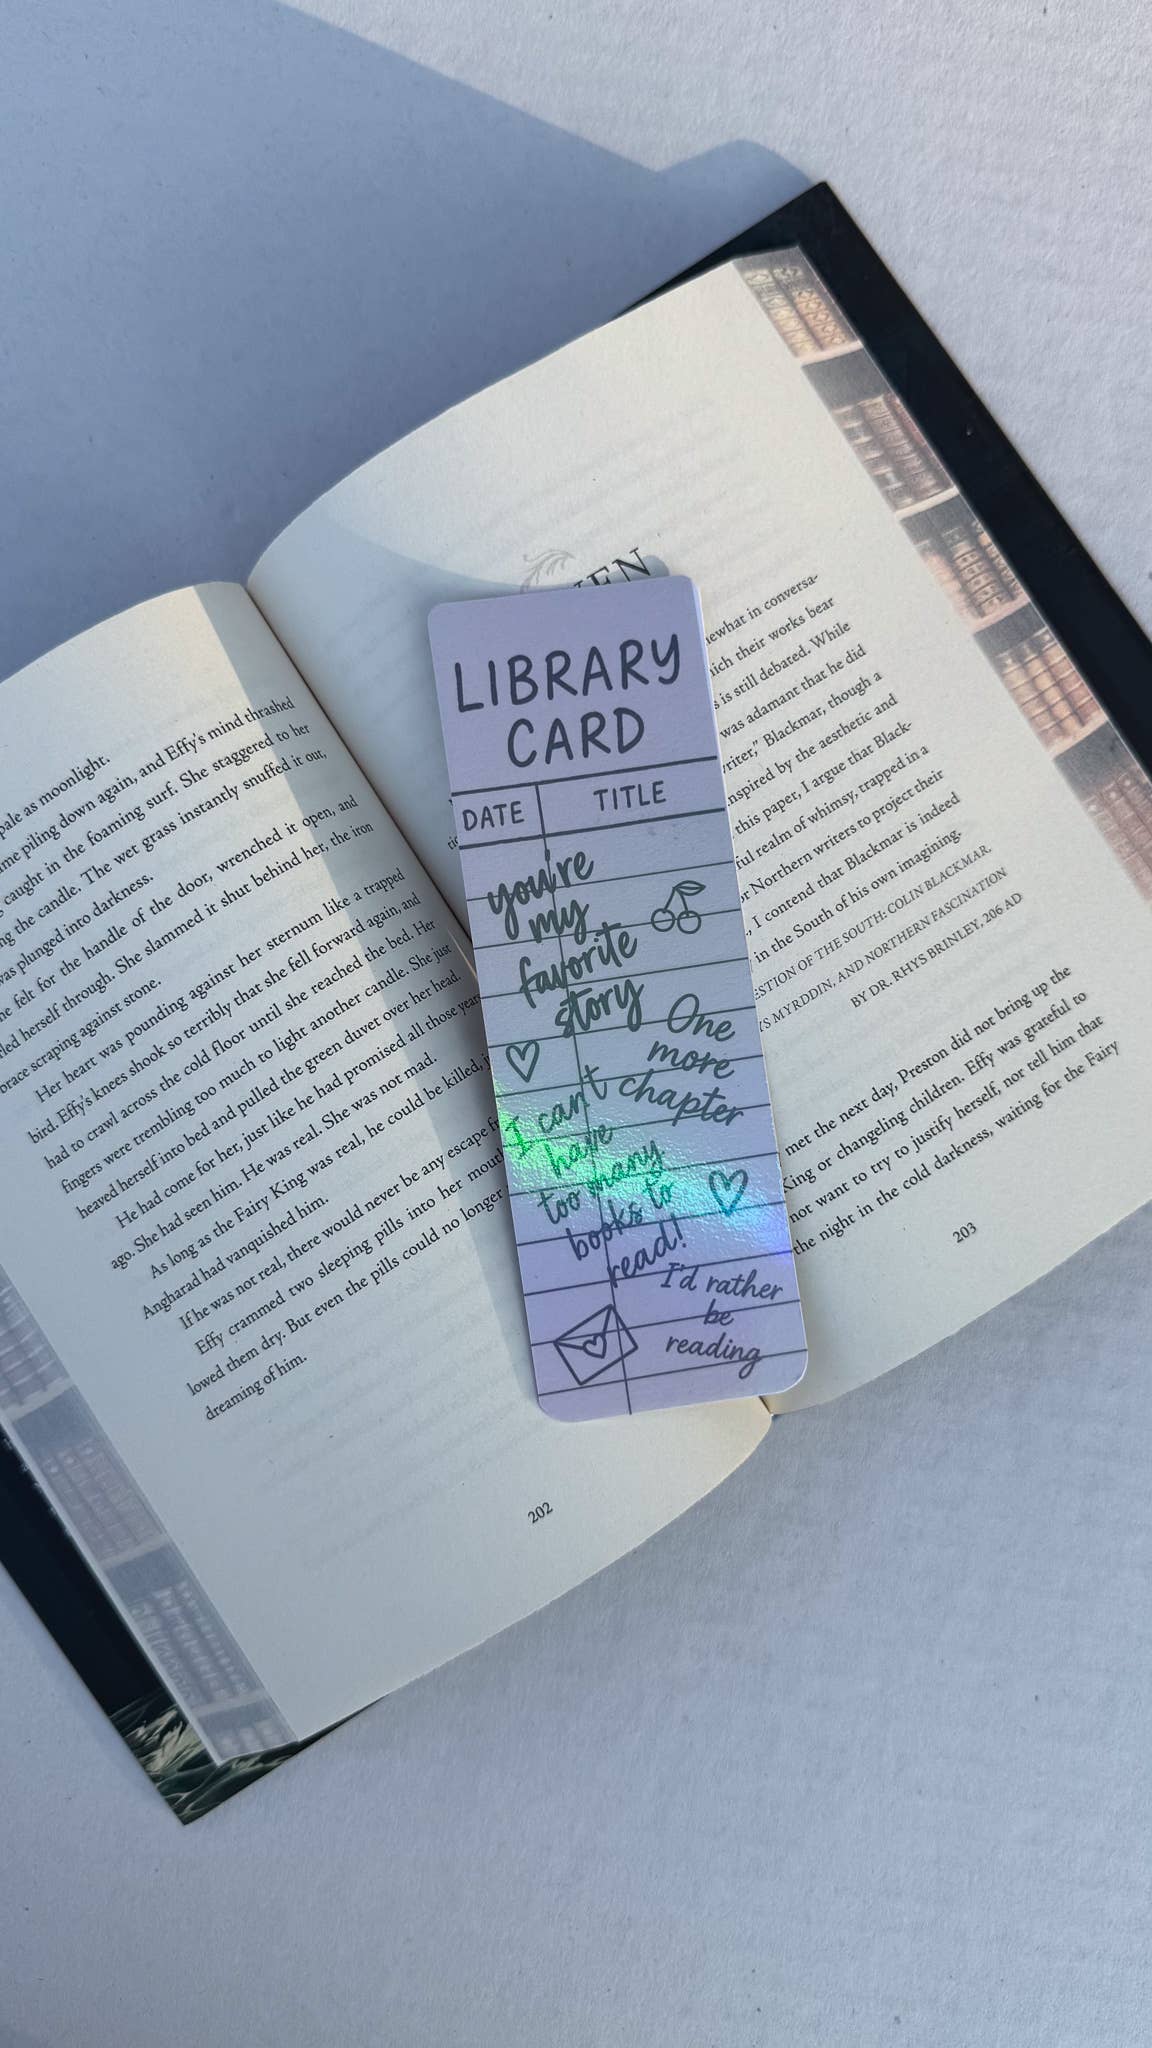 pale as moonlight.
me piling down again, and Effy's mind thrashed
caught in the foaming surf. She staggered to her
ng the candle. The wet grass instantly snuffed it out,
was plunged into darkness.
he felt for the handle of the door, wrenched it open, and
led herself through. She slammed it shut behind her, the iron
brace scraping against stone.
Her heart was pounding against her sternum like a trapped
bird. Effy's knees shook so terribly that she fell forward again, and
had to crawl across the cold floor until she reached the bed. Her
fingers were trembling too much to light another candle. She just
heaved herself into bed and pulled the green duvet over her head.
He had come for her, just like he had promised all those years
ago. She had seen him. He was real. She was not mad.
As long as the Fairy King was real, he could be killed, j
Angharad had vanquished him.
If he was not real, there would never be any escape f
Effy crammed two sleeping pills into her mout
lowed them dry. But even the pills could no longer
dreaming of him.
202
LIBRARY
CARD
DATE TITLE
you're
my
favorite
story
One
more
chapter
I can't
have
too many
books to
read!
I'd rather
be
reading
ewhat in conversa-
ich their works bear
s is still debated. While
was adamant that he did
writer," Blackmar, though a
nspired by the aesthetic and
this paper, I argue that Black-
ful realm of whimsy, trapped in a
or Northern writers to project their
, I contend that Blackmar is indeed
in the South of his own imagining.
ESTION OF THE SOUTH: COLIN BLACKMAR,
S MYRDDIN, AND NORTHERN FASCINATION
BY DR. RHYS BRINLEY, 206 AD
met the next day, Preston did not bring up the
King or changeling children. Effy was grateful to
not want to try to justify herself, nor tell him that
the night in the cold darkness, waiting for the Fairy
203